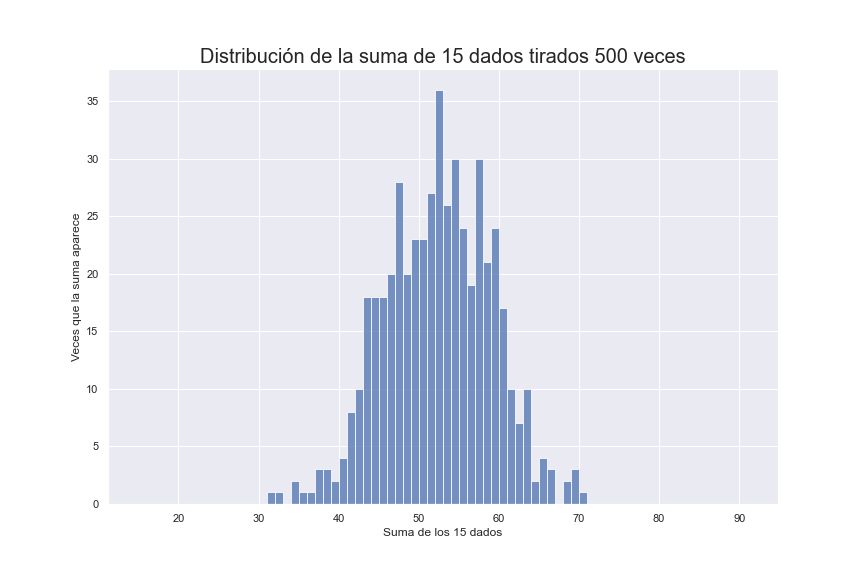 Distribución de la suma de 15 dados tirados 500 veces
Veces que la suma aparece
35
30
25
20
15
10
5
0
20 30 40 50 60 70 80 90
Suma de los 15 dados